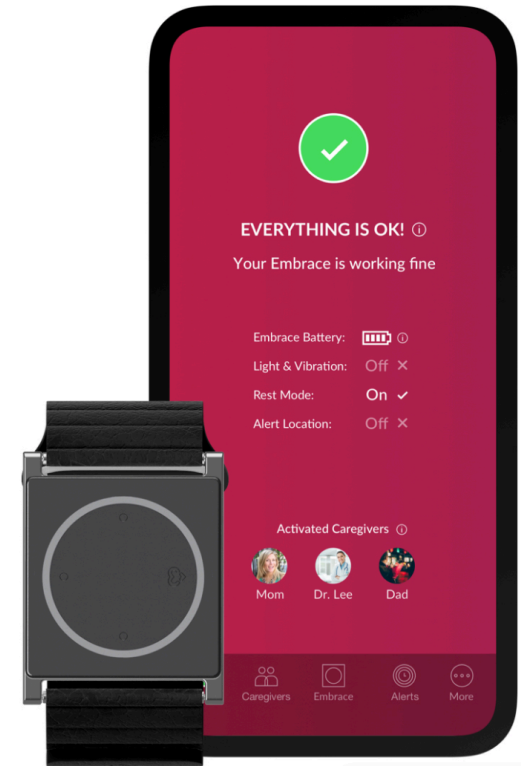 EVERYTHING IS OK!
Your Embrace is working fine
Embrace Battery:
Light & Vibration: Off
Rest Mode: On
Alert Location: Off
Activated Caregivers
Mom Dr. Lee Dad
Caregivers Embrace Alerts More